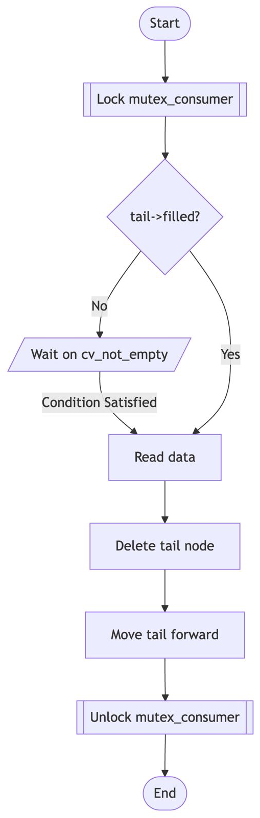 Start
Lock mutex_consumer
tail->filled?
No
Wait on cv_not_empty
Yes
Condition Satisfied
Read data
Delete tail node
Move tail forward
Unlock mutex_consumer
End